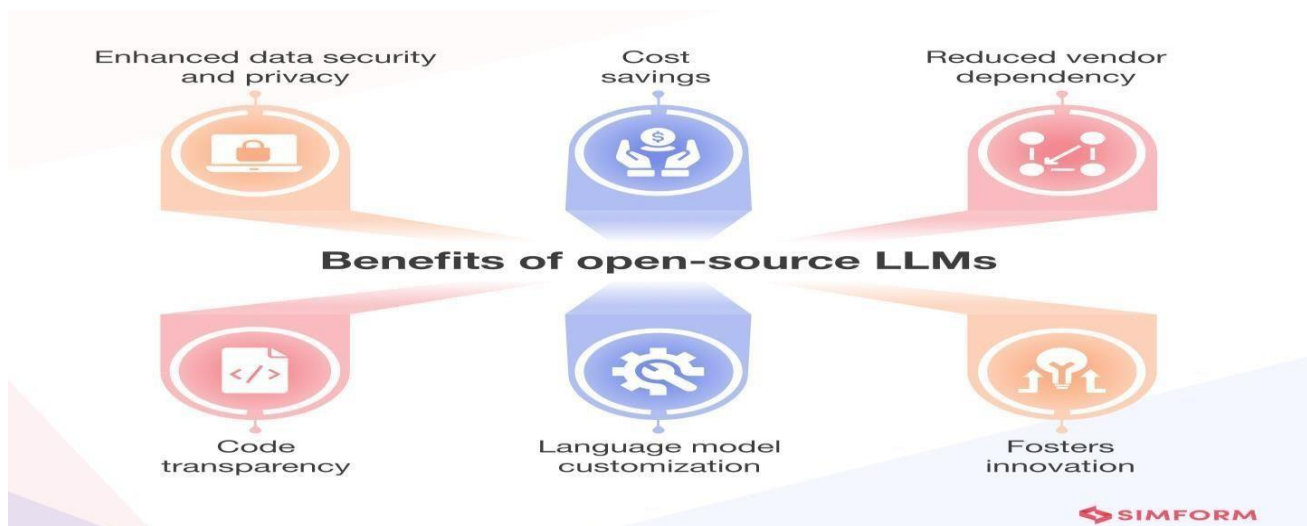 Enhanced data security
and privacy
Cost
savings
Reduced vendor
dependency
$
Benefits of open-source LLMs
</>
Code
transparency
Language model
customization
Fosters
innovation
SIMFORM